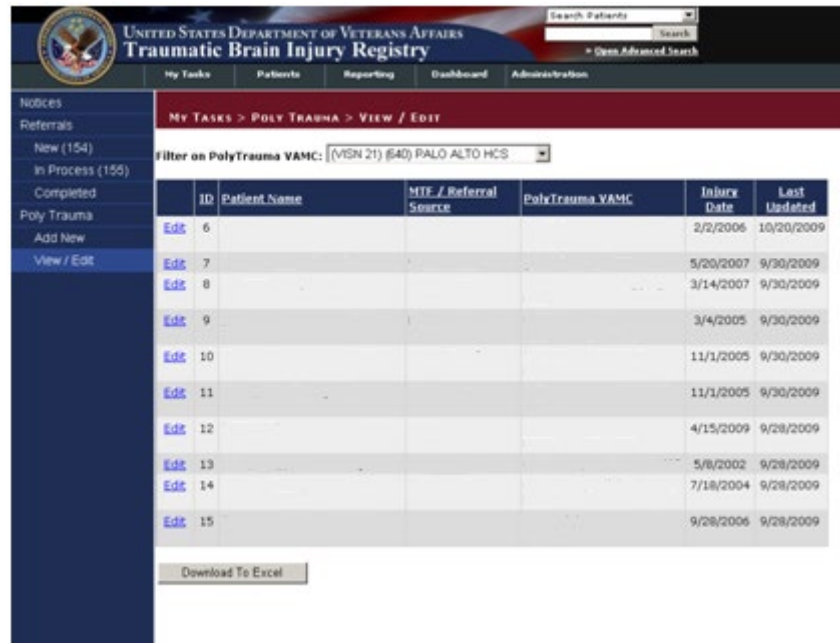 Search Patients
UNITED STATES DEPARTMENT OF VETERANS AFFAIRS
Search
Traumatic Brain Injury Registry
» Open Advanced Search
My Tasks Patients Reporting Dashboard Administration
Notices
Referrals
New (154)
In Process (155)
Completed
Poly Trauma
Add New
View / Edit
MY TASKS > POLY TRAUMA > VIEW / EDIT
Filter on PolyTrauma VAMC: (VISN 21) (640) PALO ALTO HCS
ID Patient Name MTF / Referral Source PolyTrauma VAMC Injury Date Last Updated
Edit 6 2/2/2006 10/20/2009
Edit 7 5/20/2007 9/30/2009
Edit 8 3/14/2007 9/30/2009
Edit 9 3/4/2005 9/30/2009
Edit 10 11/1/2005 9/30/2009
Edit 11 11/1/2005 9/30/2009
Edit 12 4/15/2009 9/28/2009
Edit 13 5/8/2002 9/28/2009
Edit 14 7/18/2004 9/28/2009
Edit 15 9/28/2006 9/28/2009
Download To Excel